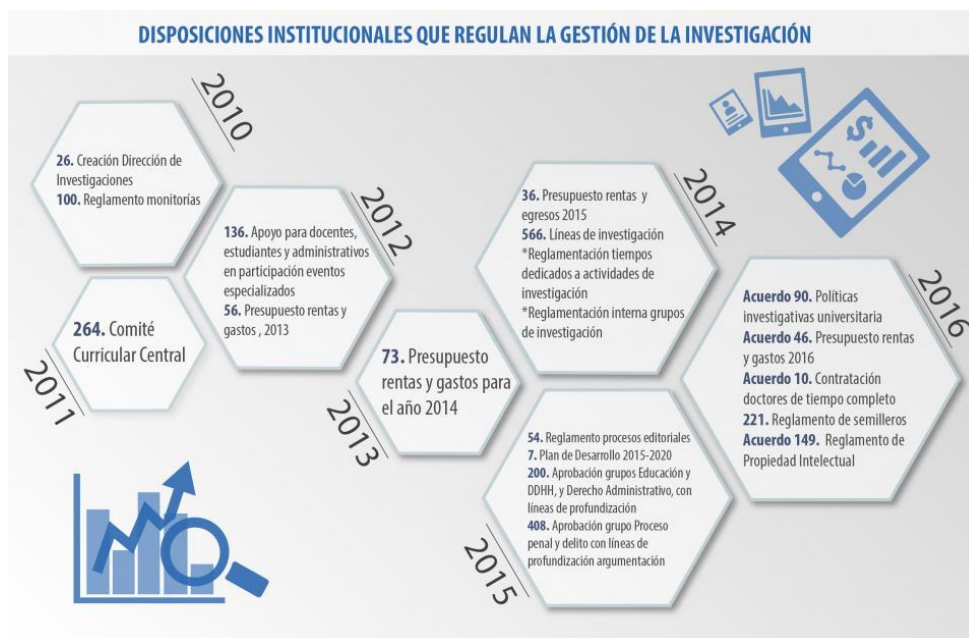 DISPOSICIONES INSTITUCIONALES QUE REGULAN LA GESTIÓN DE LA INVESTIGACIÓN
2010
26. Creación Dirección de
Investigaciones
100. Reglamento monitorías
264. Comité
Curricular Central
2011
2012
136. Apoyo para docentes,
estudiantes y administrativos
en participación eventos
especializados
56. Presupuesto rentas y
gastos , 2013
73. Presupuesto
rentas y gastos para
el año 2014
2013
2014
36. Presupuesto rentas y
egresos 2015
566. Líneas de investigación
*Reglamentación tiempos
dedicados a actividades de
investigación
*Reglamentación interna grupos
de investigación
54. Reglamento procesos editoriales
7. Plan de Desarrollo 2015-2020
200. Aprobación grupos Educación y
DDHH, y Derecho Administrativo, con
líneas de profundización
408. Aprobación grupo Proceso
penal y delito con líneas de
profundización argumentación
2015
2016
Acuerdo 90. Políticas
investigativas universitaria
Acuerdo 46. Presupuesto rentas
y gastos 2016
Acuerdo 10. Contratación
doctores de tiempo completo
221. Reglamento de semilleros
Acuerdo 149. Reglamento de
Propiedad Intelectual
$